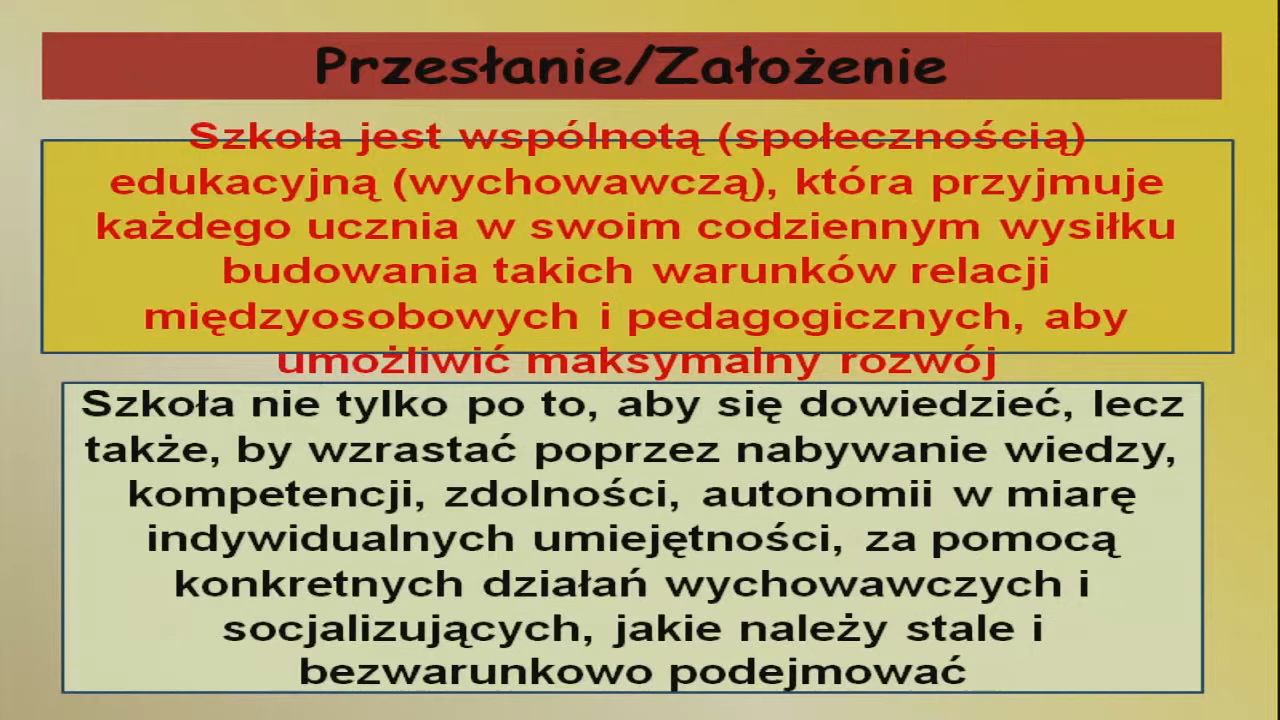 Przesłanie/Założenie
Szkoła jest wspólnotą (społecznością)
edukacyjną (wychowawczą), która przyjmuje
każdego ucznia w swoim codziennym wysiłku
budowania takich warunków relacji
międzyosobowych i pedagogicznych, aby
umożliwić maksymalny rozwój
Szkoła nie tylko po to, aby się dowiedzieć, lecz
także, by wzrastać poprzez nabywanie wiedzy,
kompetencji, zdolności, autonomii w miarę
indywidualnych umiejętności, za pomocą
konkretnych działań wychowawczych i
socjalizujących, jakie należy stale i
bezwarunkowo podejmować